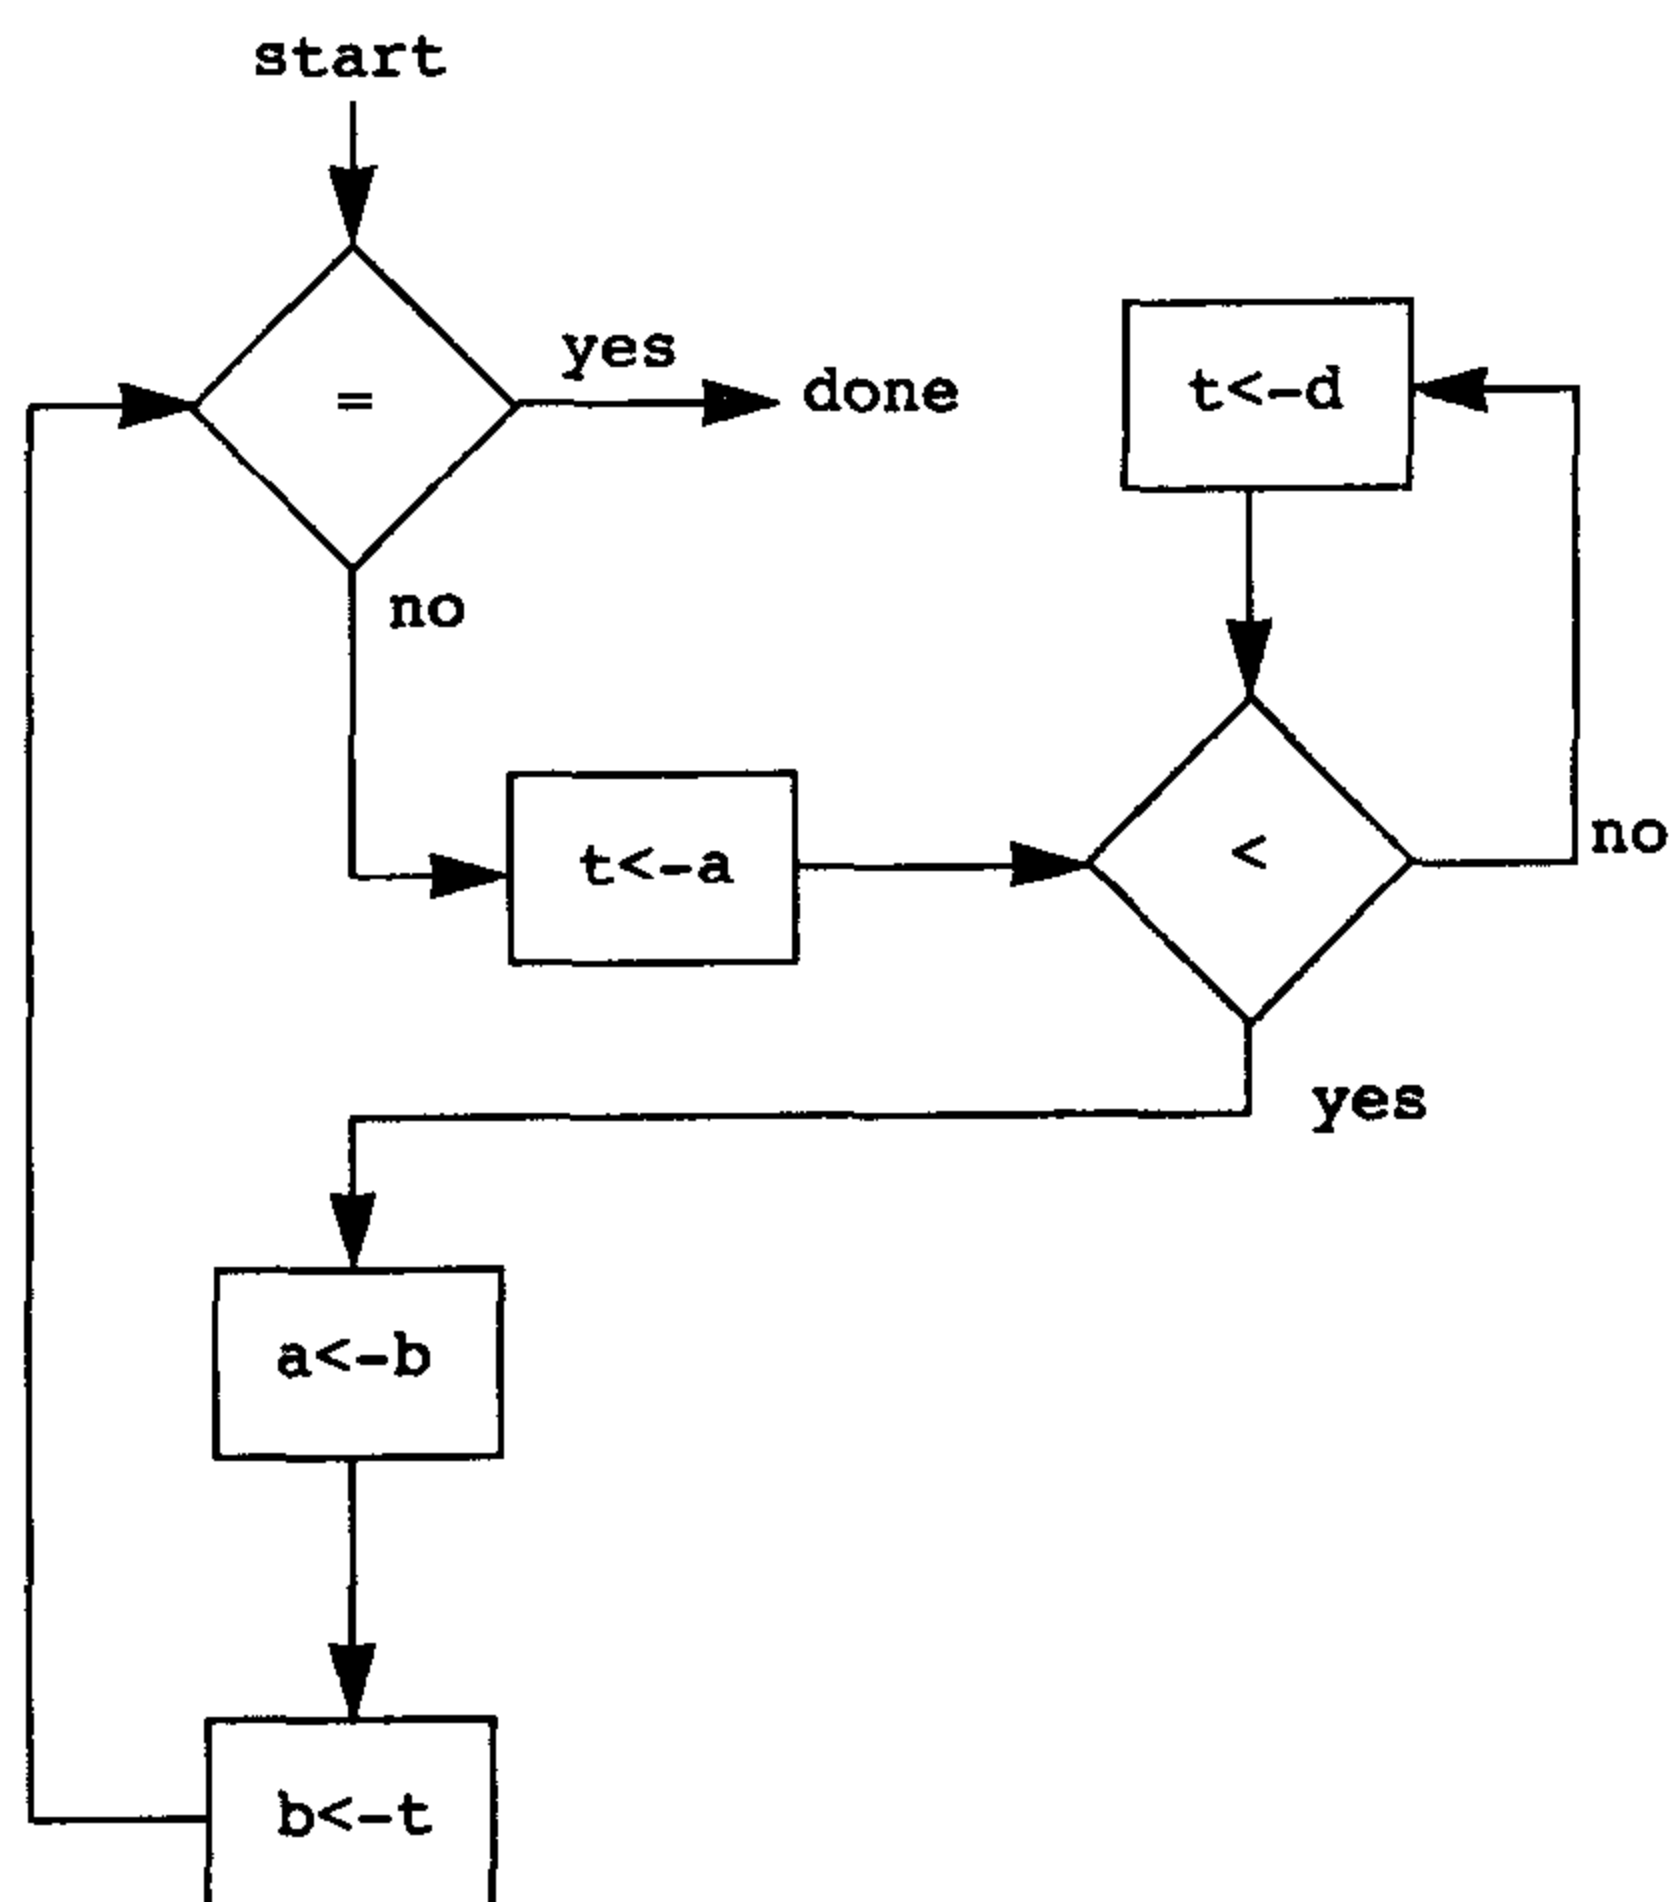 start
yes
done
=
t<-d
no
t<-a
<
no
yes
a<-b
b<-t